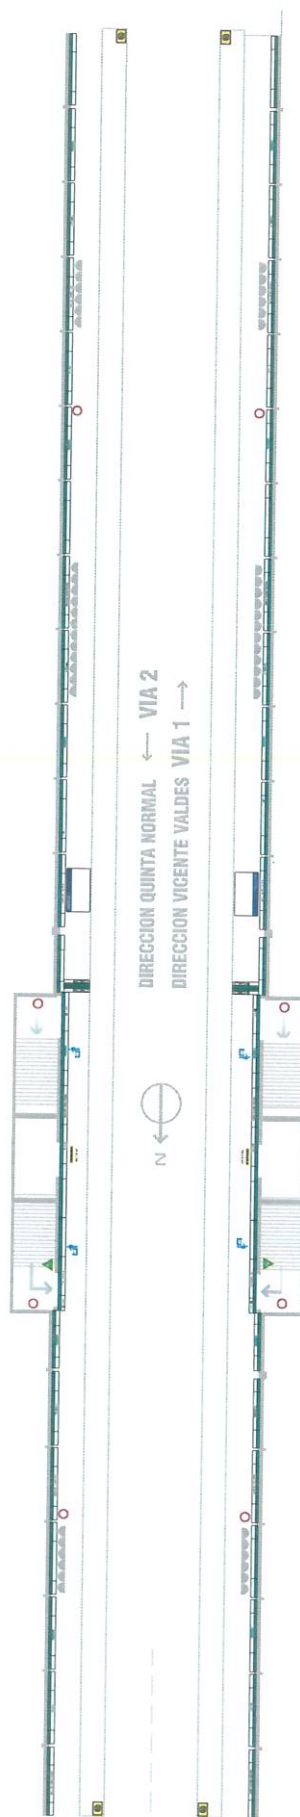 DIRECCION QUINTA NORMAL ← VIA 2
DIRECCION VICENTE VALDES VIA 1 →
N